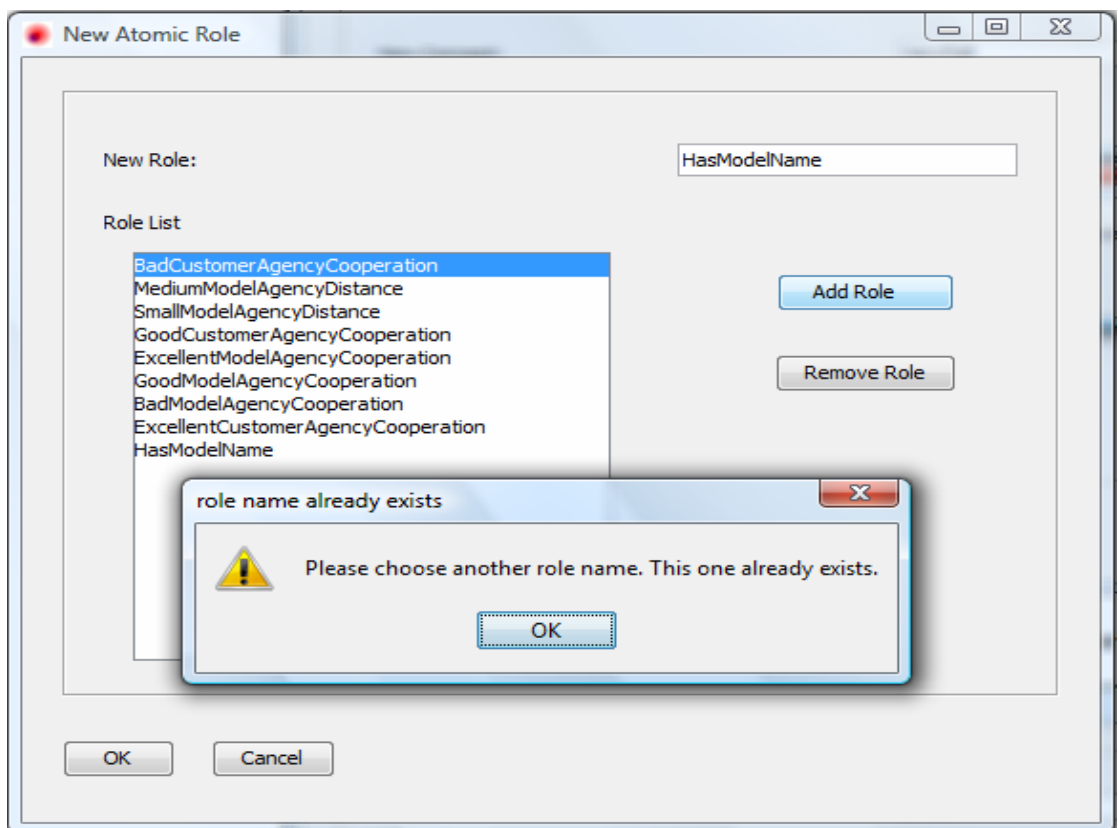 New Atomic Role
New Role:
HasModelName
Role List
BadCustomerAgencyCooperation
MediumModelAgencyDistance
SmallModelAgencyDistance
GoodCustomerAgencyCooperation
ExcellentModelAgencyCooperation
GoodModelAgencyCooperation
BadModelAgencyCooperation
ExcellentCustomerAgencyCooperation
HasModelName
Add Role
Remove Role
role name already exists
Please choose another role name. This one already exists.
OK
OK
Cancel